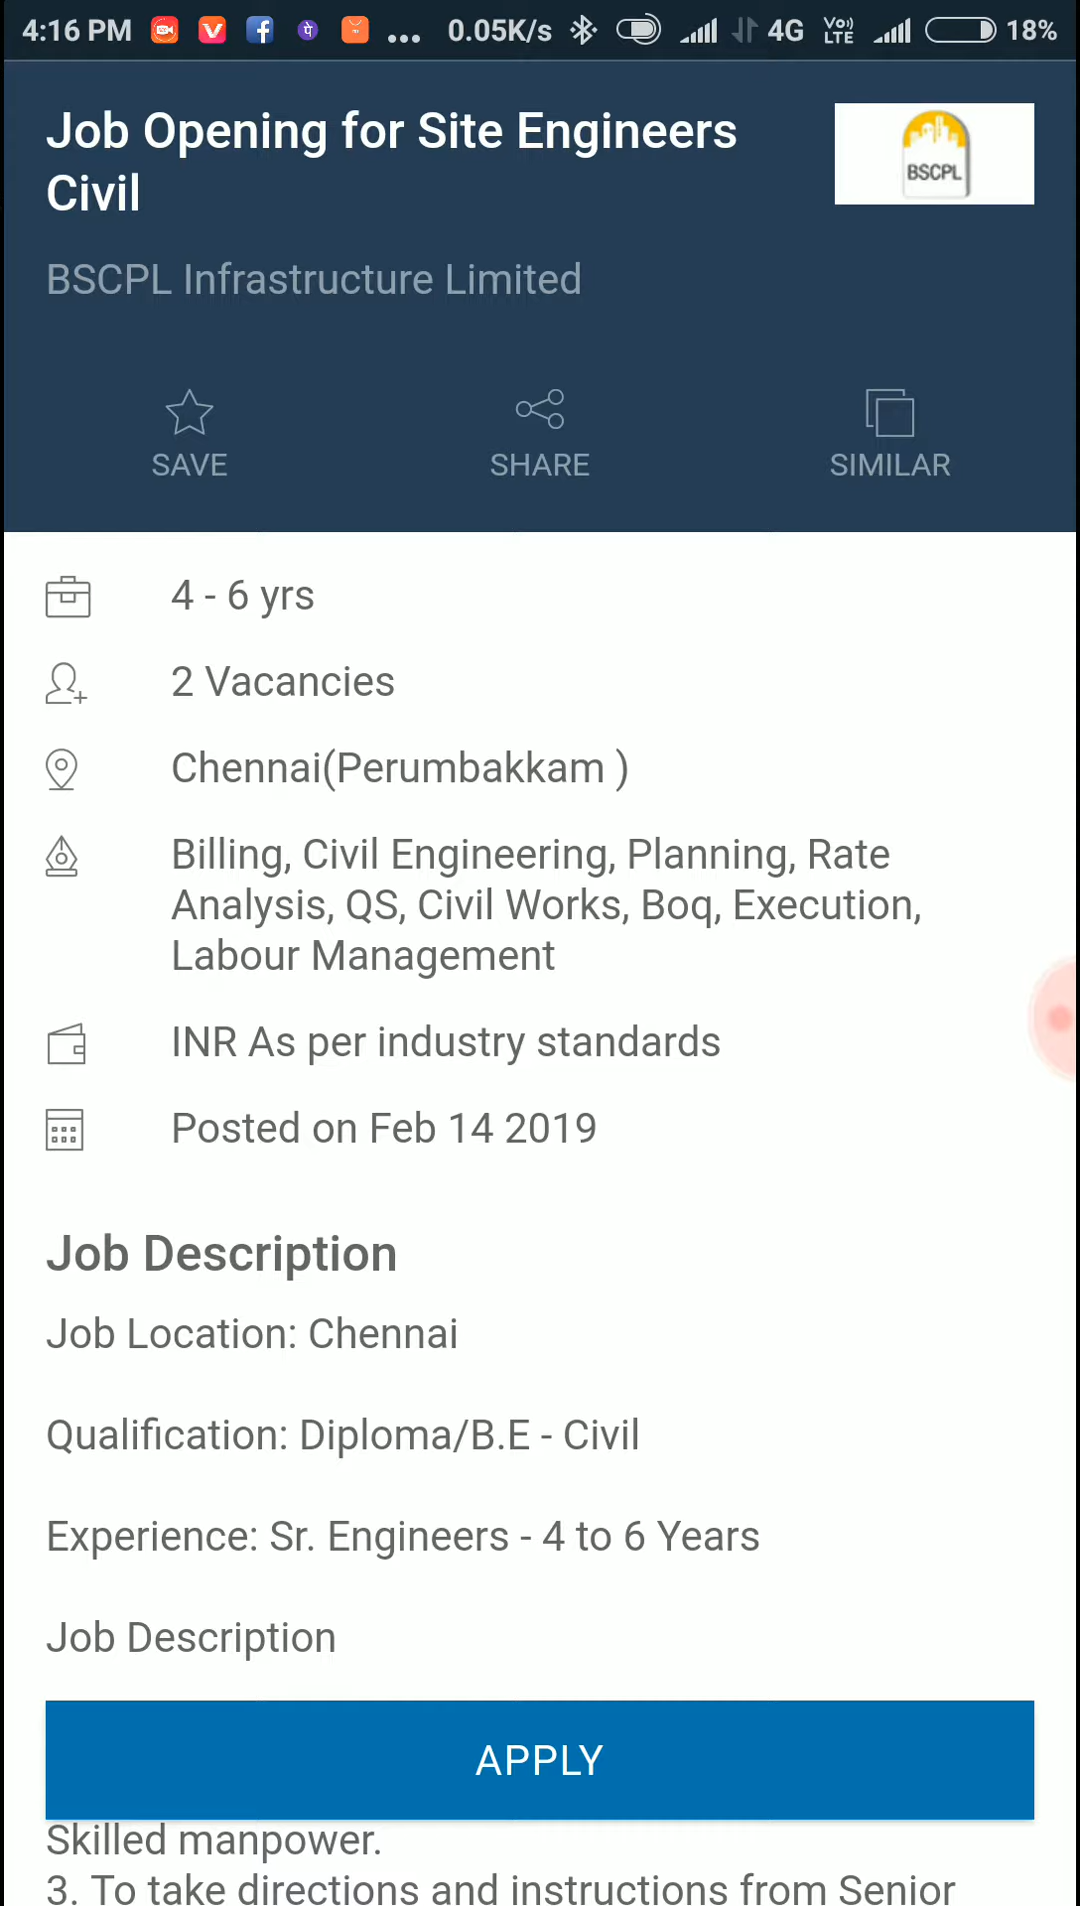 4:16 PM ... 0.05K/s 4G VoLTE 18%
Job Opening for Site Engineers
Civil
BSCPL
BSCPL Infrastructure Limited
SAVE SHARE SIMILAR
4 - 6 yrs
2 Vacancies
Chennai(Perumbakkam )
Billing, Civil Engineering, Planning, Rate
Analysis, QS, Civil Works, Boq, Execution,
Labour Management
INR As per industry standards
Posted on Feb 14 2019
Job Description
Job Location: Chennai
Qualification: Diploma/B.E - Civil
Experience: Sr. Engineers - 4 to 6 Years
Job Description
APPLY
Skilled manpower.
3. To take directions and instructions from Senior